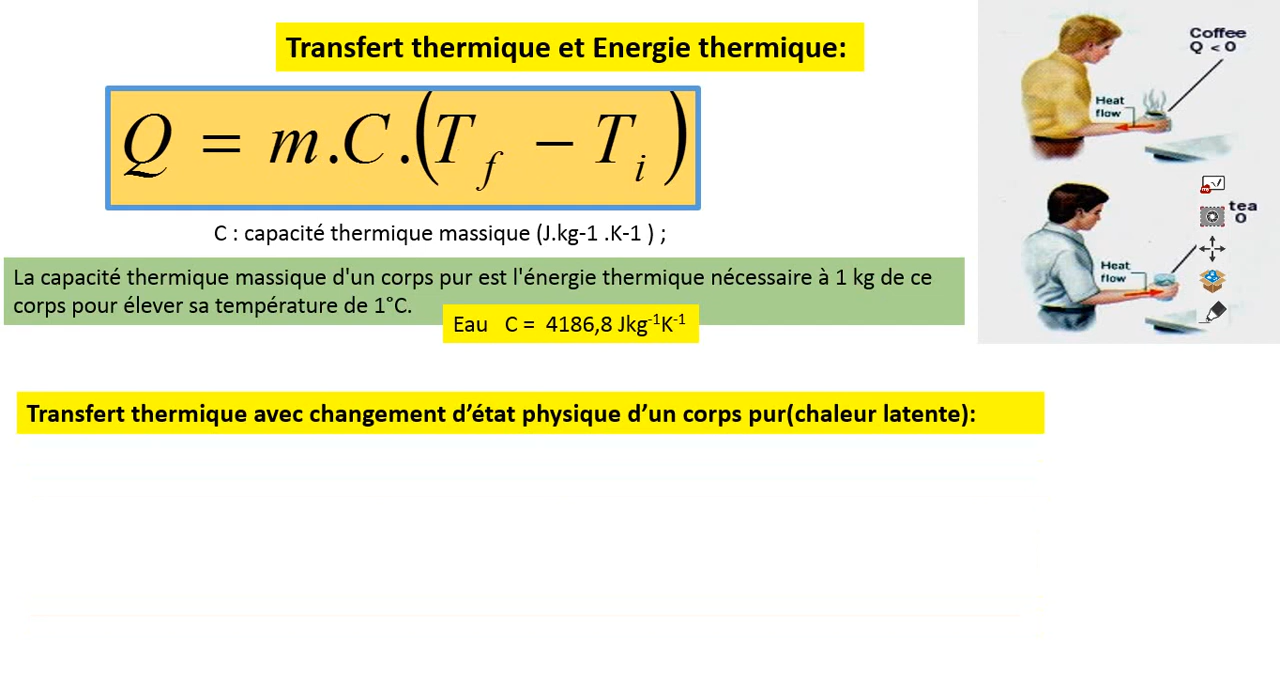 Transfert thermique et Energie thermique:
Q = m.C.(T f − T i)
C : capacité thermique massique (J.kg-1 .K-1 ) ;
La capacité thermique massique d'un corps pur est l'énergie thermique nécessaire à 1 kg de ce
corps pour élever sa température de 1°C.
Eau C = 4186,8 Jkg-1K-1
Coffee
Q < 0
Heat
flow
tea
0
Heat
flow
Transfert thermique avec changement d’état physique d’un corps pur(chaleur latente):